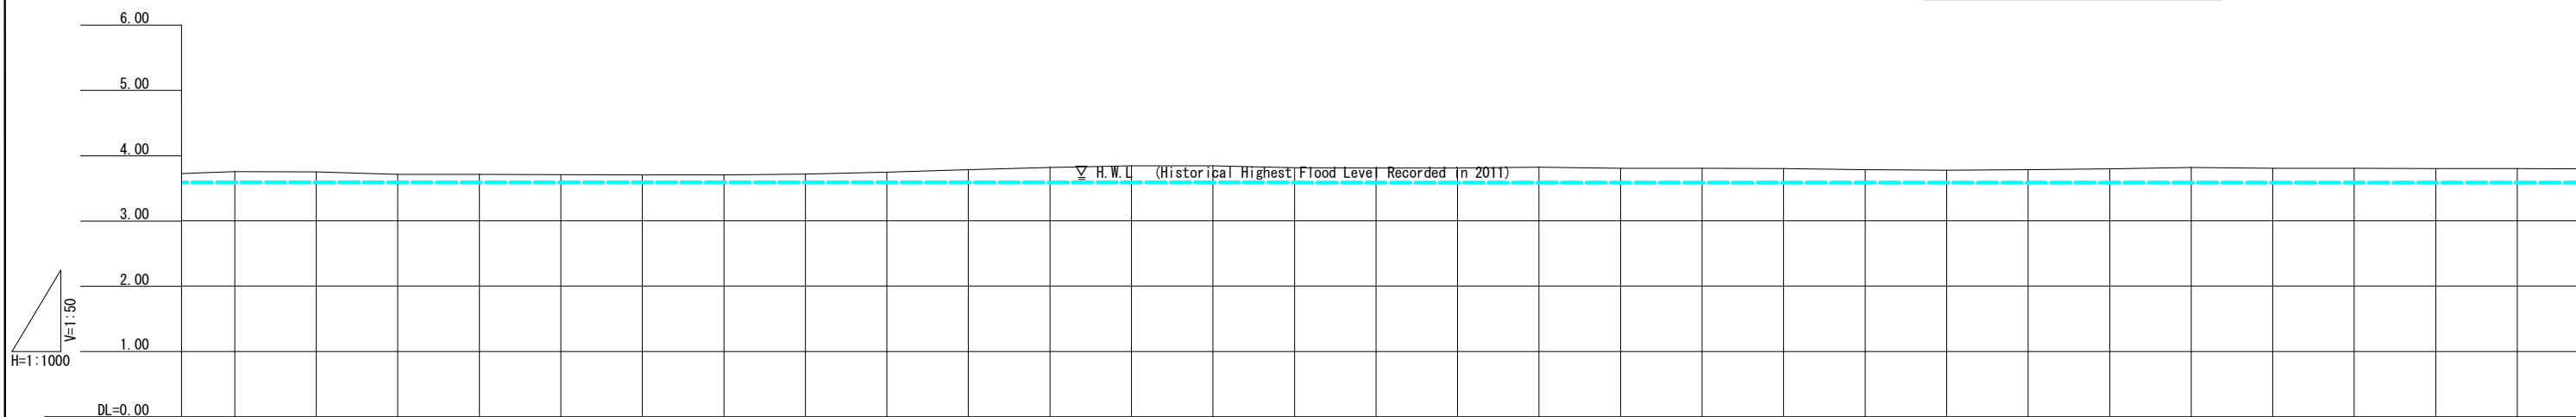 6.00
5.00
4.00
▽ H.W.L (Historical Highest Flood Level Recorded in 2011)
3.00
2.00
V=1:50
1.00
H=1:1000
DL=0.00